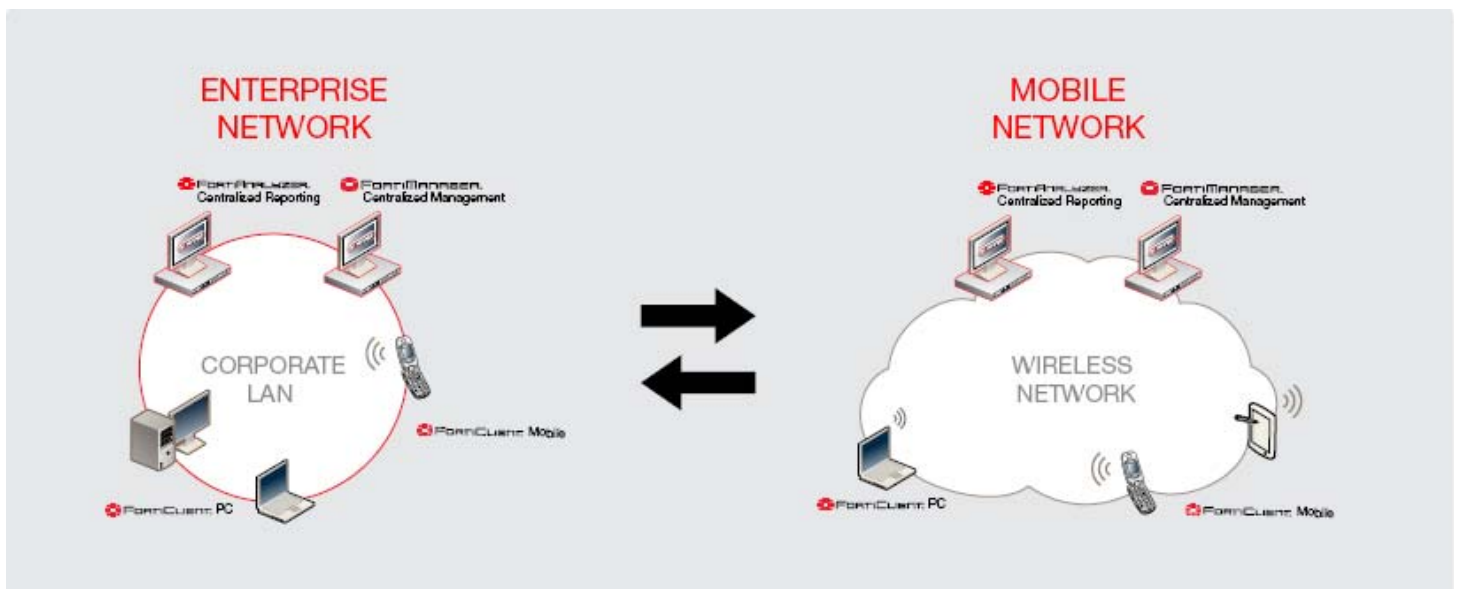 ENTERPRISE
NETWORK
FORTIANALYZER.
Centralized Reporting
FORTIMANAGER.
Centralized Management
CORPORATE
LAN
FORTICLIENT. Mobile
FORTICLIENT. PC
MOBILE
NETWORK
FORTIANALYZER.
Centralized Reporting
FORTIMANAGER.
Centralized Management
WIRELESS
NETWORK
FORTICLIENT. PC
FORTICLIENT. Mobile